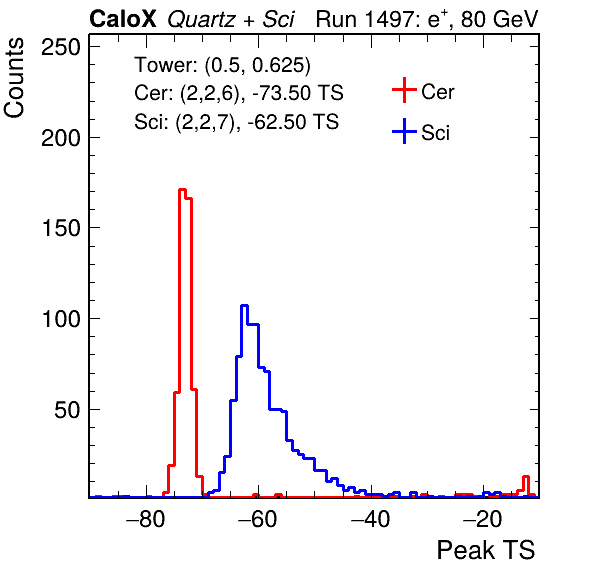 CaloX Quartz + Sci Run 1497: e⁺, 80 GeV
Counts
Tower: (0.5, 0.625)
Cer: (2,2,6), -73.50 TS
Sci: (2,2,7), -62.50 TS
Cer
Sci
250
200
150
100
50
−80 −60 −40 −20
Peak TS